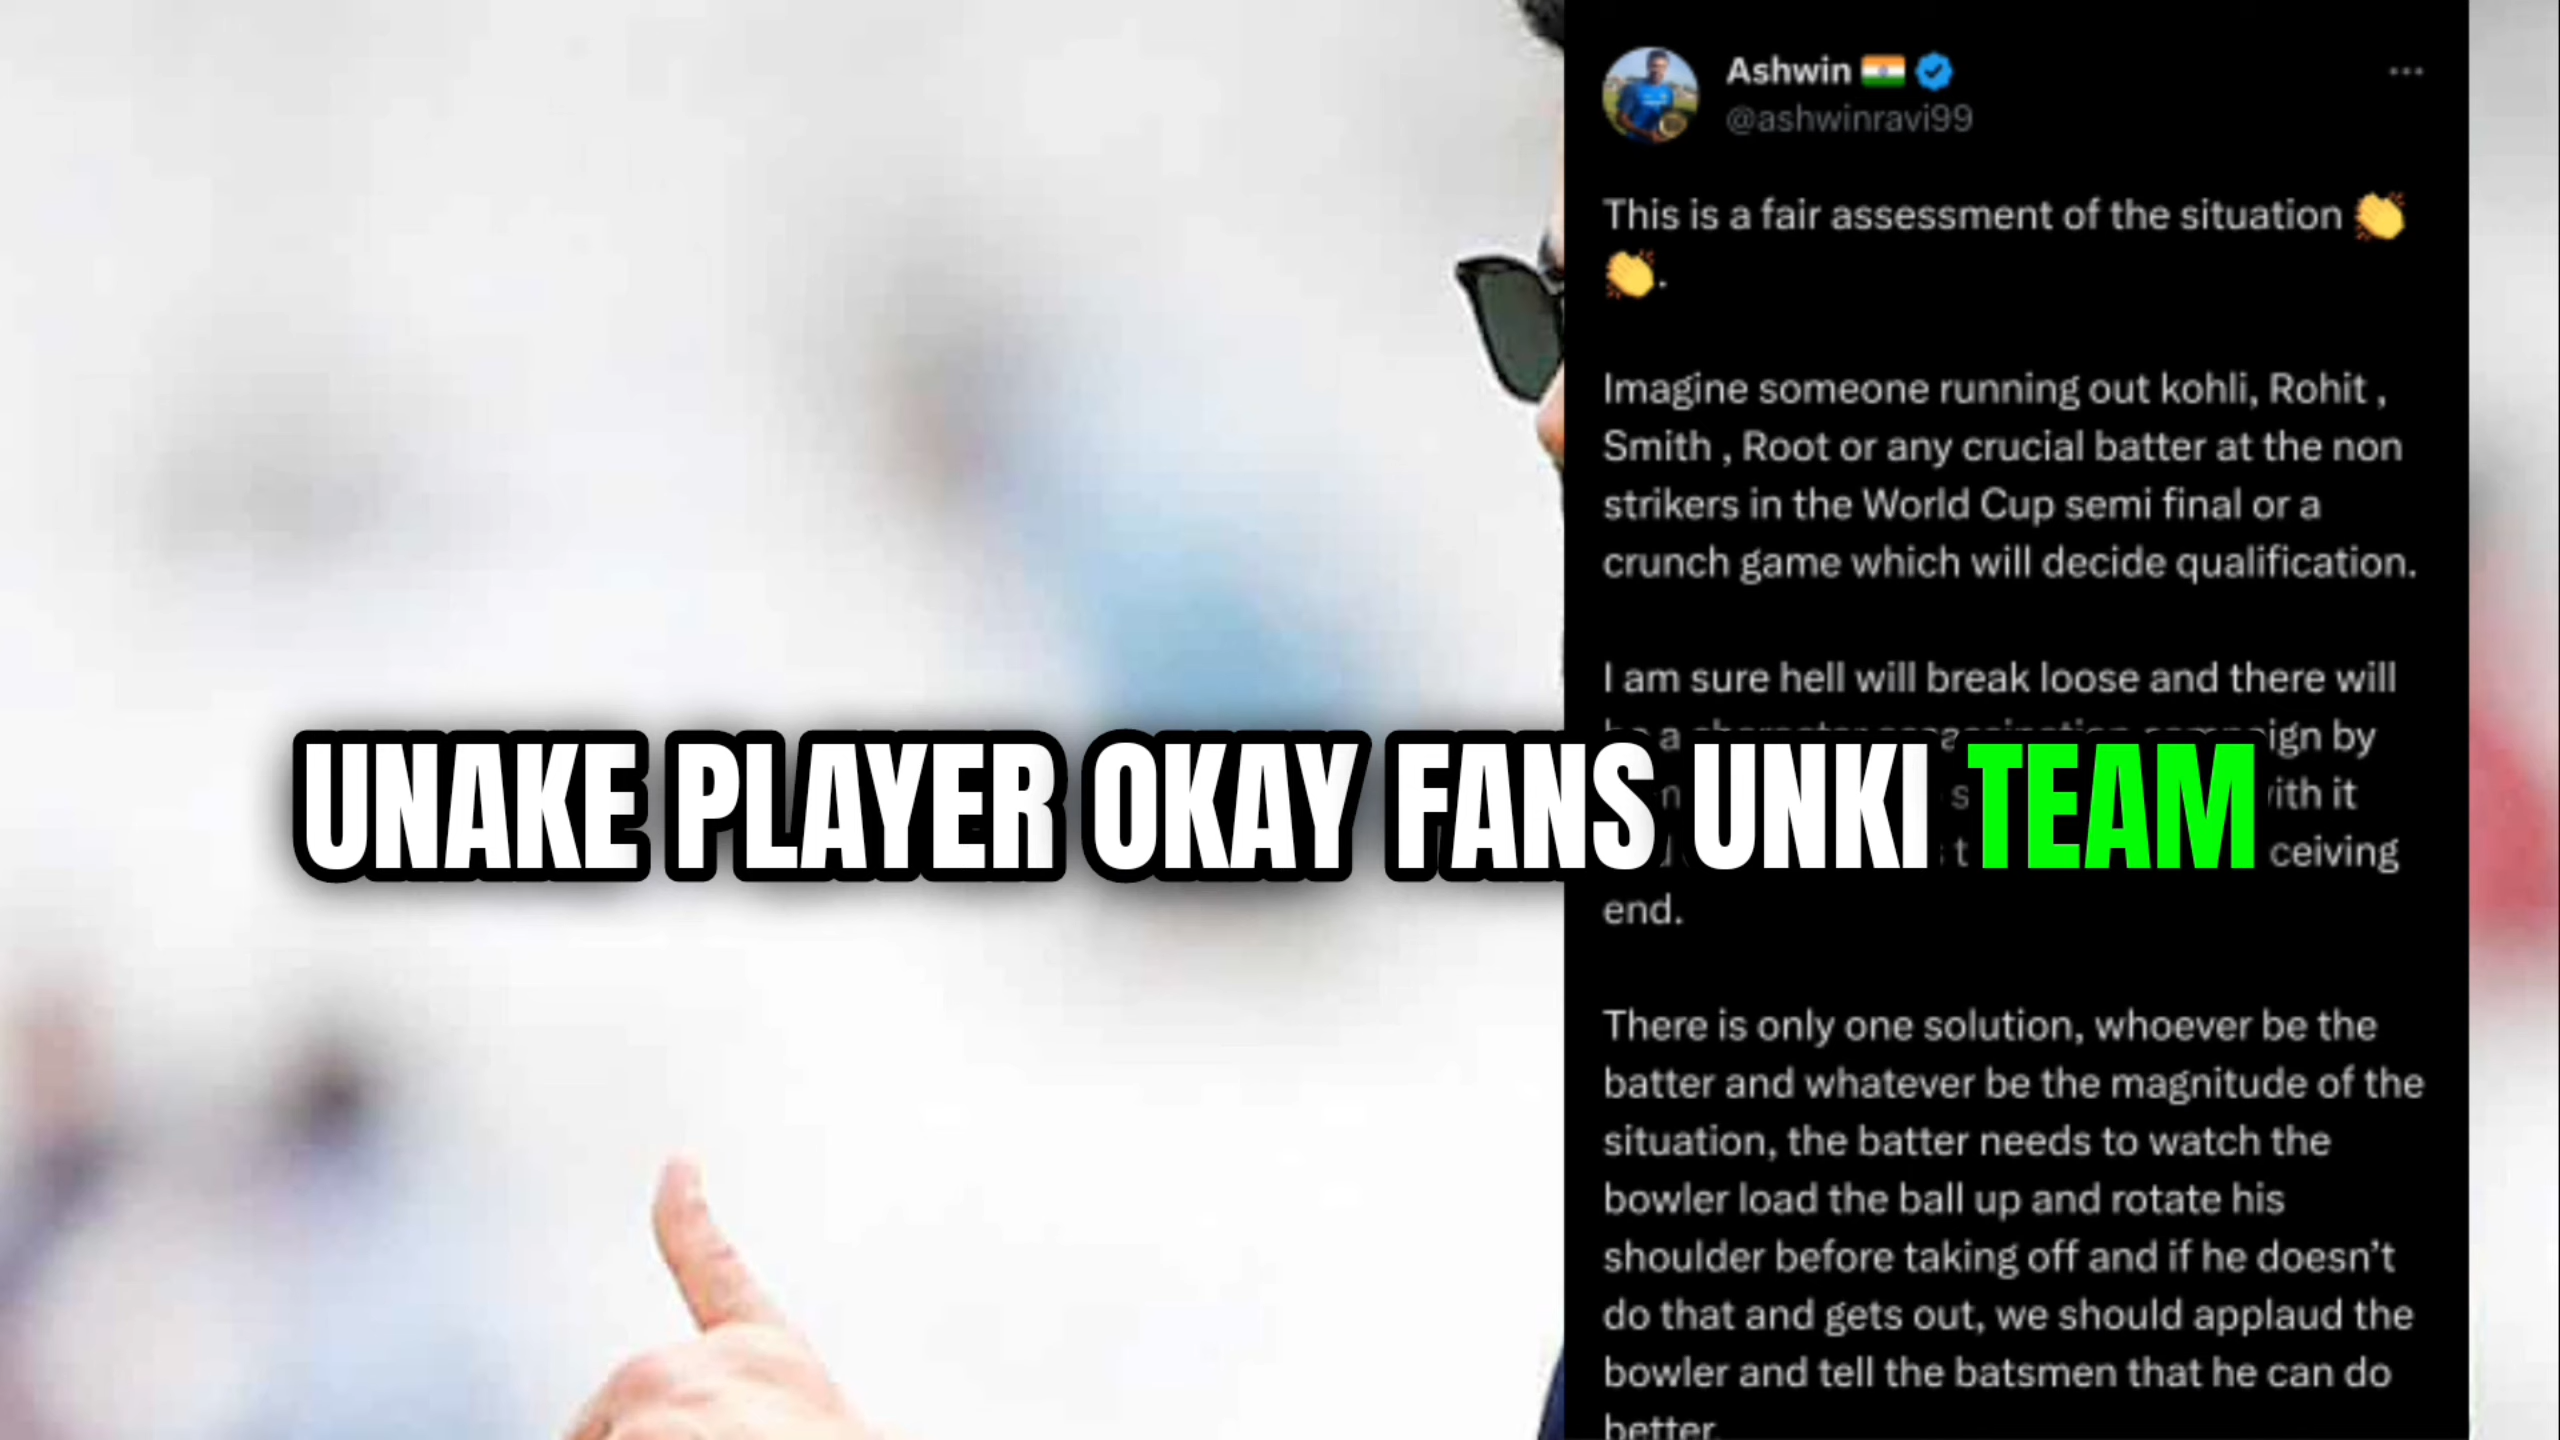 Ashwin 🇮🇳
@ashwinravi99
This is a fair assessment of the situation 👏
👏.
Imagine someone running out kohli, Rohit ,
Smith , Root or any crucial batter at the non
strikers in the World Cup semi final or a
crunch game which will decide qualification.
I am sure hell will break loose and there will
a by
UNAKE PLAYER OKAY FANS UNKI TEAM
it
end.
There is only one solution, whoever be the
batter and whatever be the magnitude of the
situation, the batter needs to watch the
bowler load the ball up and rotate his
shoulder before taking off and if he doesn’t
do that and gets out, we should applaud the
bowler and tell the batsmen that he can do
better.